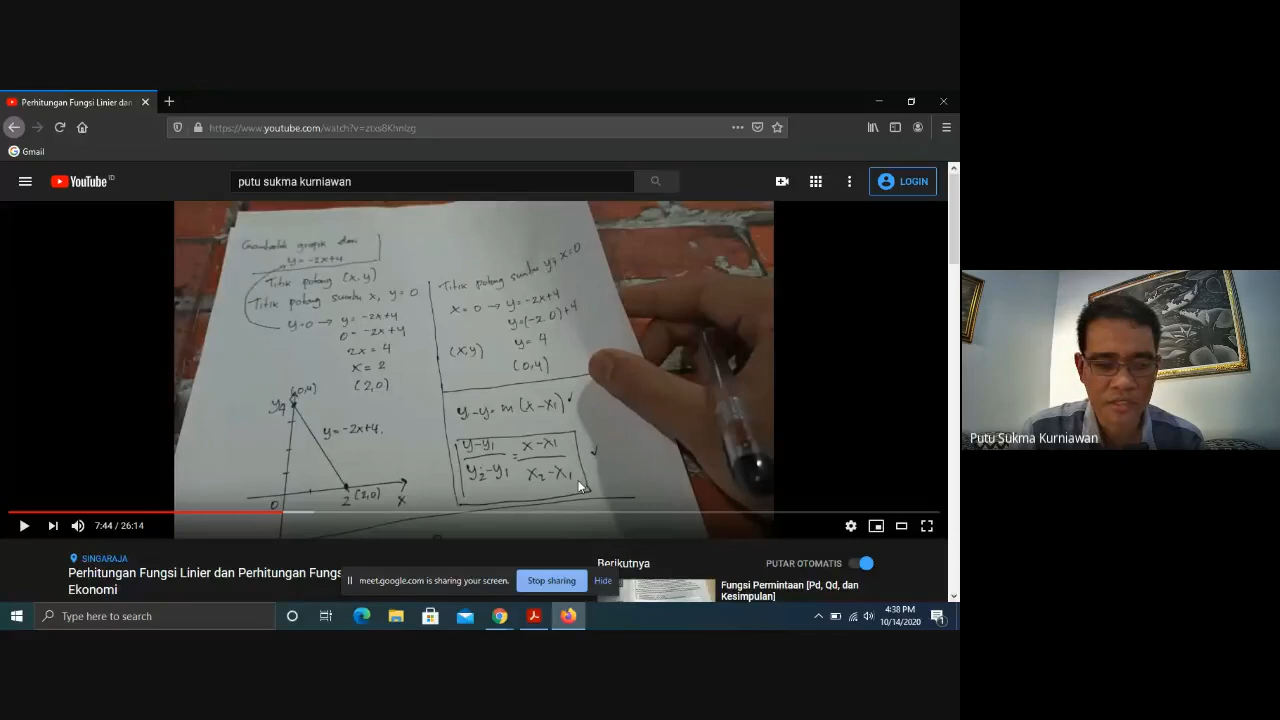 Perhitungan Fungsi Linier dan
https://www.youtube.com/watch?v=ztxs8KhnIzg
Gmail
YouTube ID
putu sukma kurniawan
LOGIN
Gambarlah grafik dari
y = -2x+4
Titik potong (x,y)
Titik potong sumbu x, y = 0
y=0 → y = -2x+4
0 = -2x+4
2x = 4
x = 2
(2,0)
(0,4)
y
4
y = -2x+4.
0
2
(2,0)
x
Titik potong sumbu y, x=0
x = 0 → y = -2x+4
y=(-2.0)+4
y = 4
(x,y)
(0,4)
y-y1= m (x-x1)
y-y1 = x-x1
y2-y1 x2-x1
7:44 / 26:14
SINGARAJA
Perhitungan Fungsi Linier dan Perhitungan Fungs
Ekonomi
Berikutnya
PUTAR OTOMATIS
Fungsi Permintaan [Pd, Qd, dan
Kesimpulan]
meet.google.com is sharing your screen.
Stop sharing
Hide
Type here to search
4:38 PM
10/14/2020
1
Putu Sukma Kurniawan